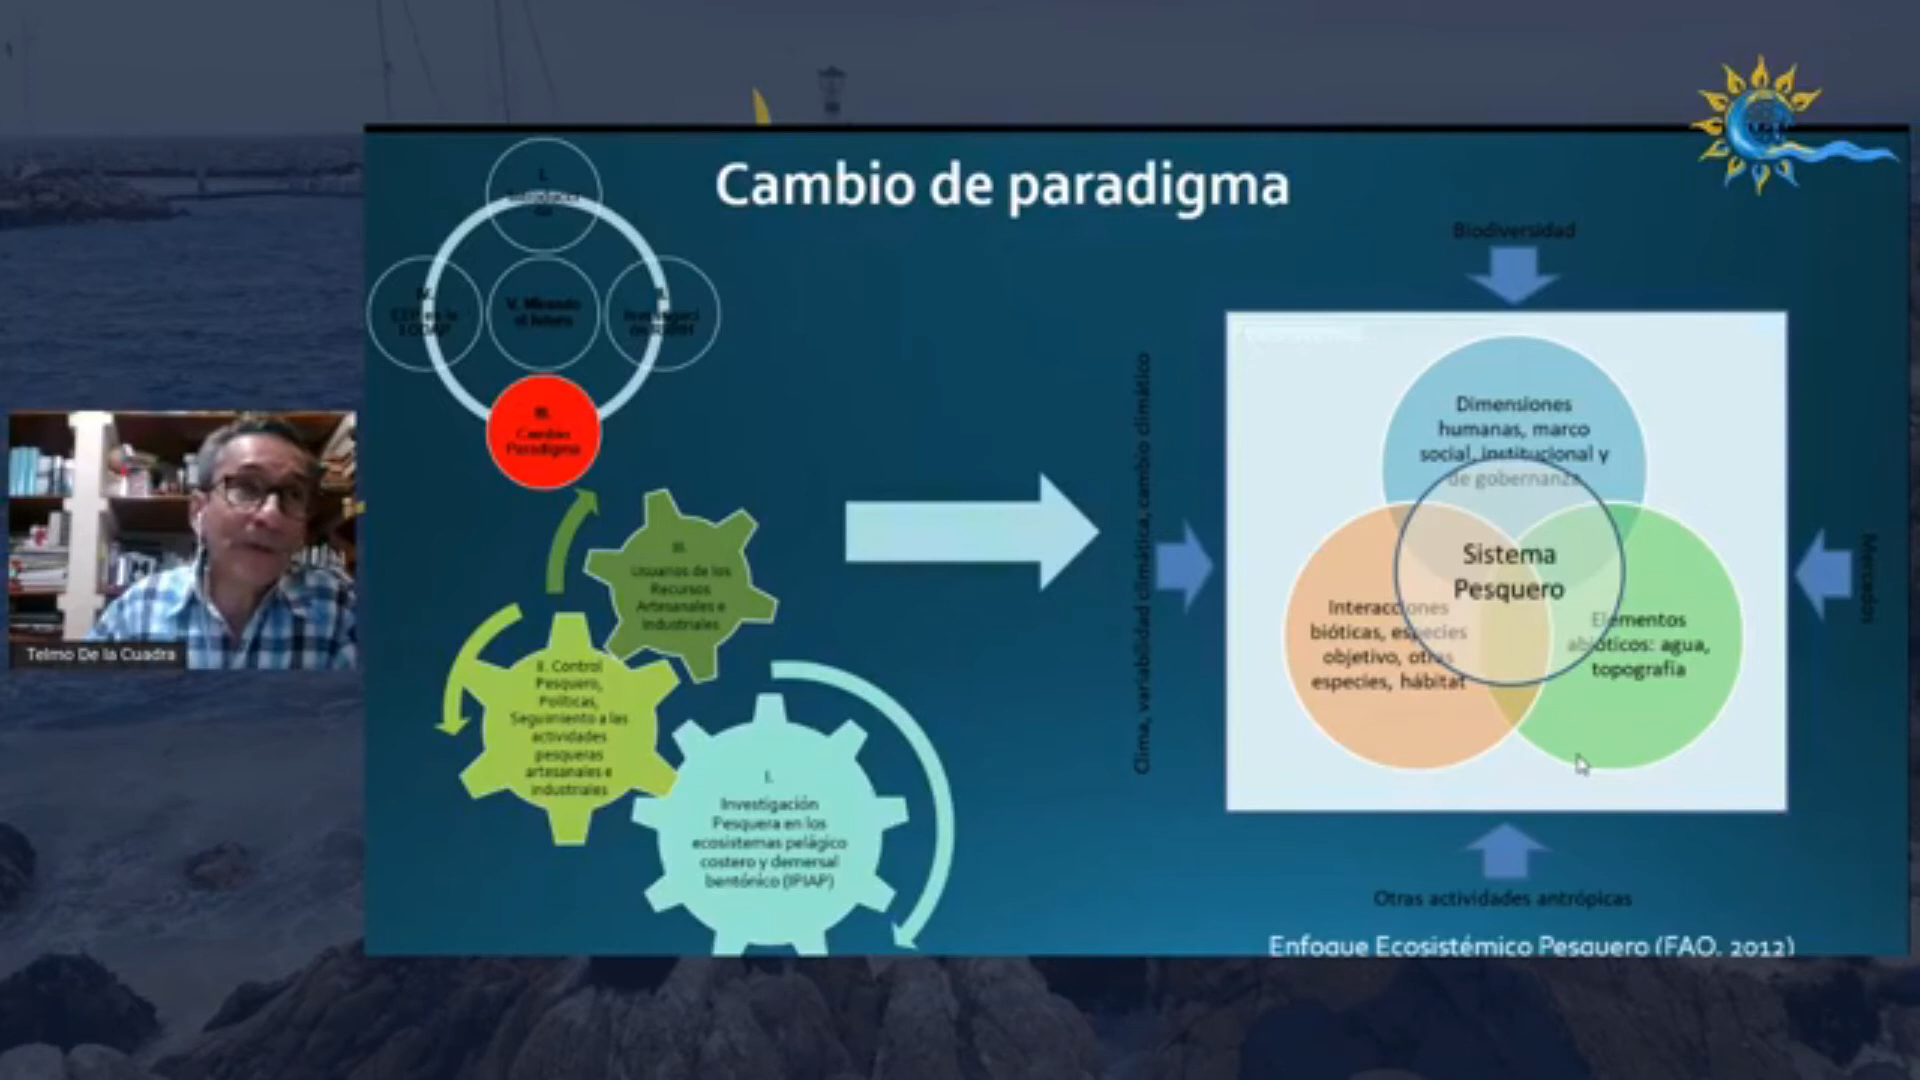 Cambio de paradigma
I.
IV.
V. Mirando
al futuro
II.
III.
Cambio
Paradigma
III.
Usuarios de los
Recursos
Artesanales e
Industriales
II. Control
Pesquero,
Políticas,
Seguimiento a las
actividades
pesqueras
artesanales e
industriales
I.
Investigación
Pesquera en los
ecosistemas pelágico
costero y demersal
bentónico (IPIAP)
Biodiversidad
Clima, variabilidad climática, cambio climático
Mercados
Dimensiones
humanas, marco
social, institucional y
de gobernanza
Sistema
Pesquero
Interacciones
bióticas, especies
objetivo, otras
especies, hábitat
Elementos
abióticos: agua,
topografía
Otras actividades antrópicas
Enfoque Ecosistémico Pesquero (FAO, 2012)
Telmo De la Cuadra